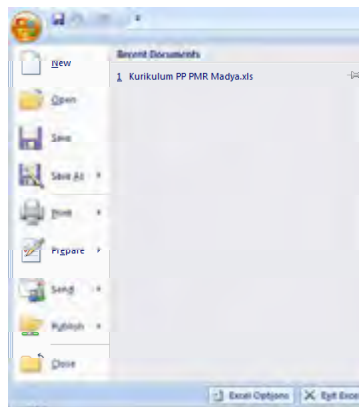 Recent Documents
1 Kurikulum PP PMR Madya.xls
New
Open
Save
Save As
Print
Prepare
Send
Publish
Close
Excel Options
Exit Exce